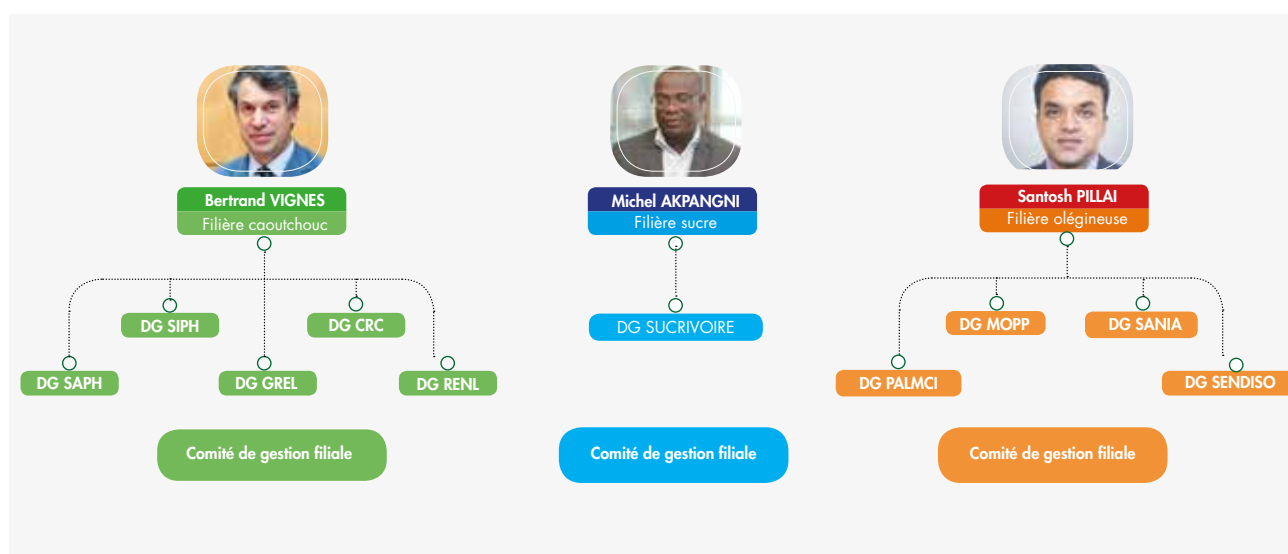 Bertrand VIGNES
Filière caoutchouc
DG SIPH
DG CRC
DG SAPH
DG GREL
DG RENL
Comité de gestion filiale
Michel AKPANGNI
Filière sucre
DG SUCRIVOIRE
Comité de gestion filiale
Santosh PILLAI
Filière olégineuse
DG MOPP
DG SANIA
DG PALMCI
DG SENDISO
Comité de gestion filiale